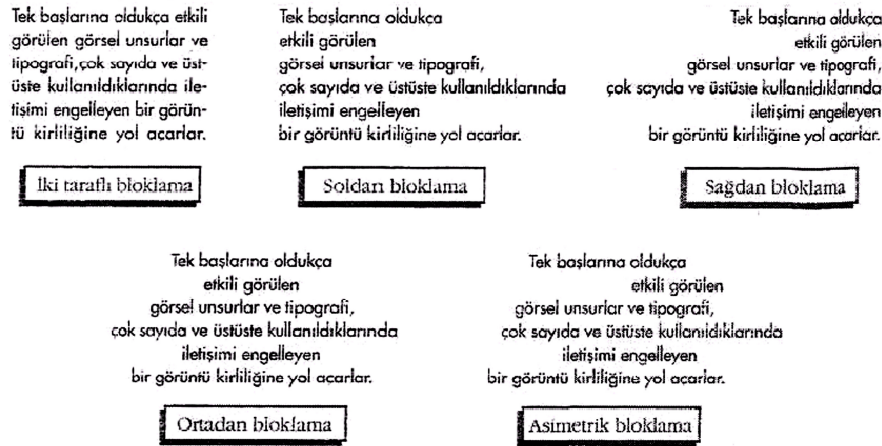 Tek başlarına oldukça etkili
görülen görsel unsurlar ve
tipografi,çok sayıda ve üst-
üste kullanıldıklarında ile-
tişimi engelleyen bir görün-
tü kirliliğine yol açarlar.
İki taraflı bloklama
Tek başlarına oldukça
etkili görülen
görsel unsurlar ve tipografi,
çok sayıda ve üstüste kullanıldıklarında
iletişimi engelleyen
bir görüntü kirliliğine yol açarlar.
Soldan bloklama
Tek başlarına oldukça
etkili görülen
görsel unsurlar ve tipografi,
çok sayıda ve üstüste kullanıldıklarında
iletişimi engelleyen
bir görüntü kirliliğine yol açarlar.
Sağdan bloklama
Tek başlarına oldukça
etkili görülen
görsel unsurlar ve tipografi,
çok sayıda ve üstüste kullanıldıklarında
iletişimi engelleyen
bir görüntü kirliliğine yol açarlar.
Ortadan bloklama
Tek başlarına oldukça
etkili görülen
görsel unsurlar ve tipografi,
çok sayıda ve üstüste kullanıldıklarında
iletişimi engelleyen
bir görüntü kirliliğine yol açarlar.
Asimetrik bloklama